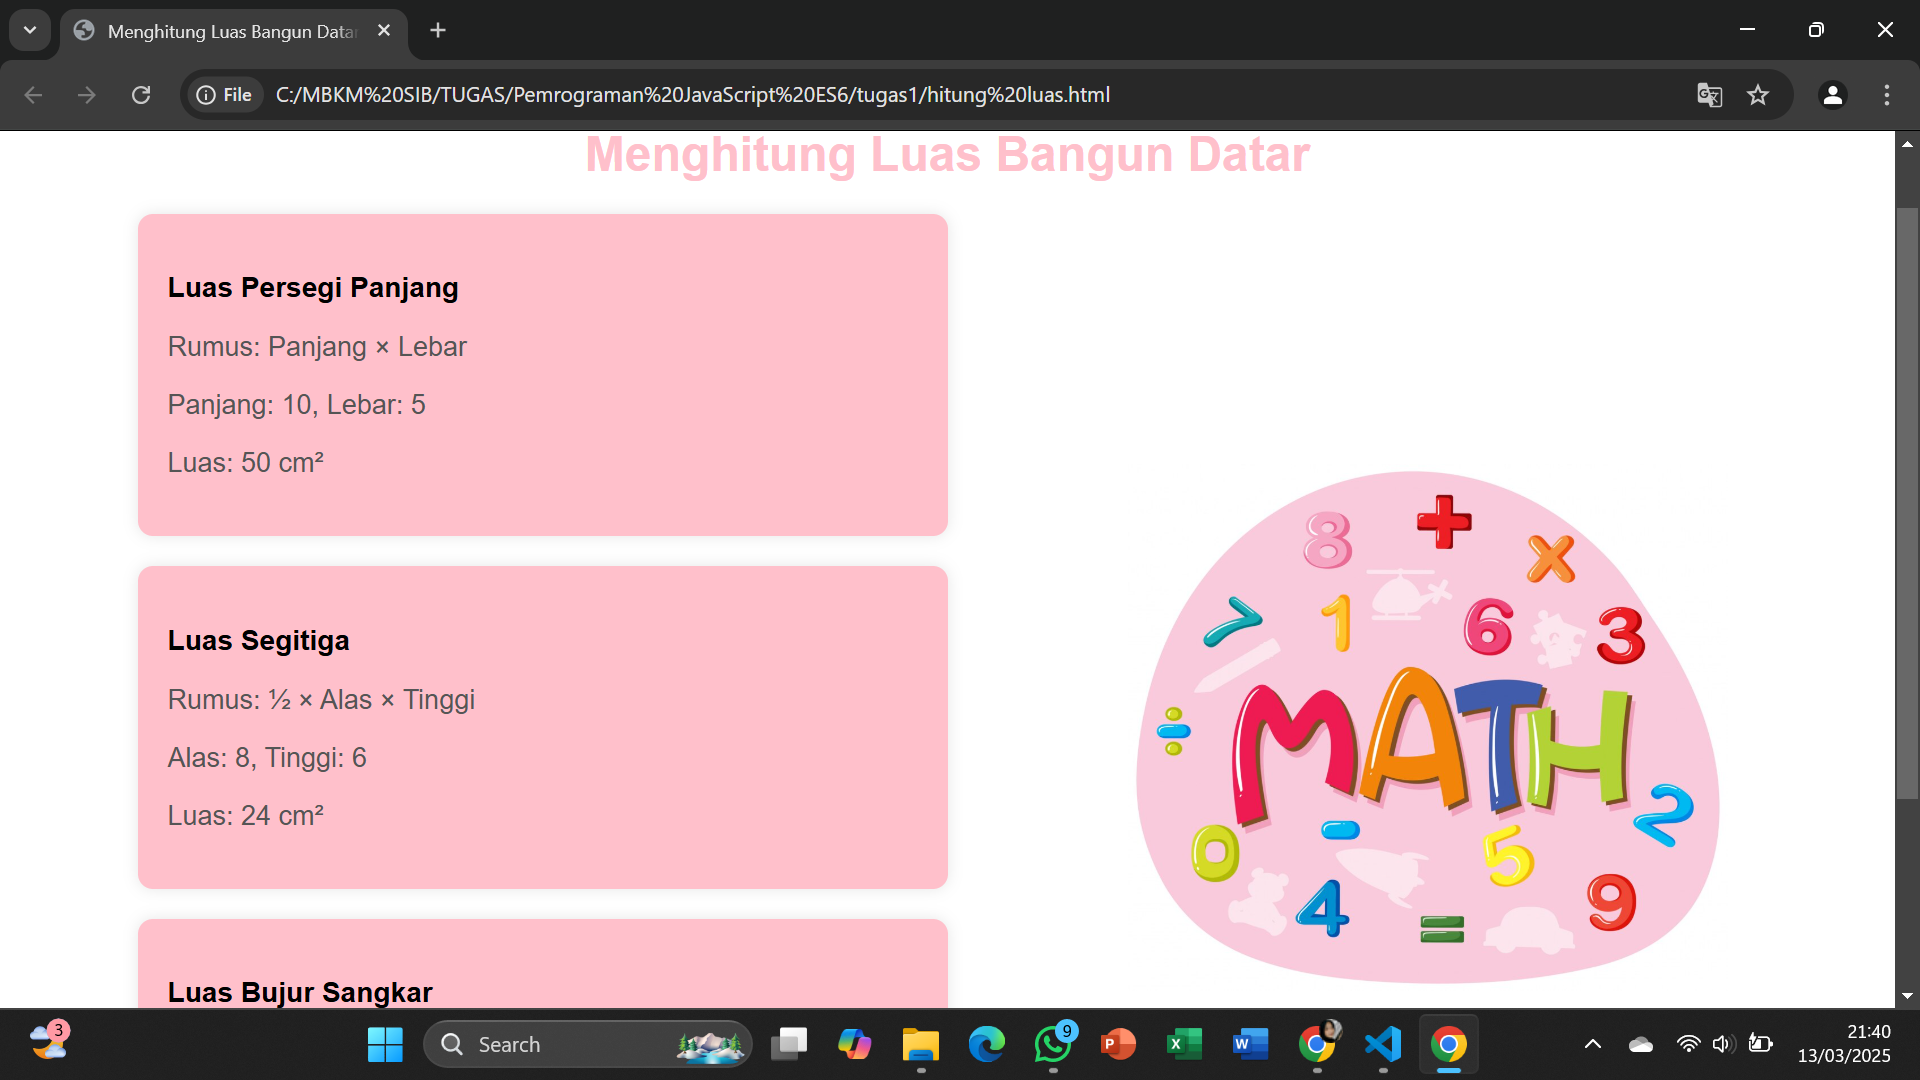 Menghitung Luas Bangun Data
File
C:/MBKM%20SIB/TUGAS/Pemrograman%20JavaScript%20ES6/tugas1/hitung%20luas.html
Menghitung Luas Bangun Datar
Luas Persegi Panjang
Rumus: Panjang × Lebar
Panjang: 10, Lebar: 5
Luas: 50 cm²
Luas Segitiga
Rumus: ½ × Alas × Tinggi
Alas: 8, Tinggi: 6
Luas: 24 cm²
Luas Bujur Sangkar
8 + ×
7 1 6 3
÷ MATH
0 - 5 2
4 = 9
3
Search
9
P
X
W
21:40
13/03/2025